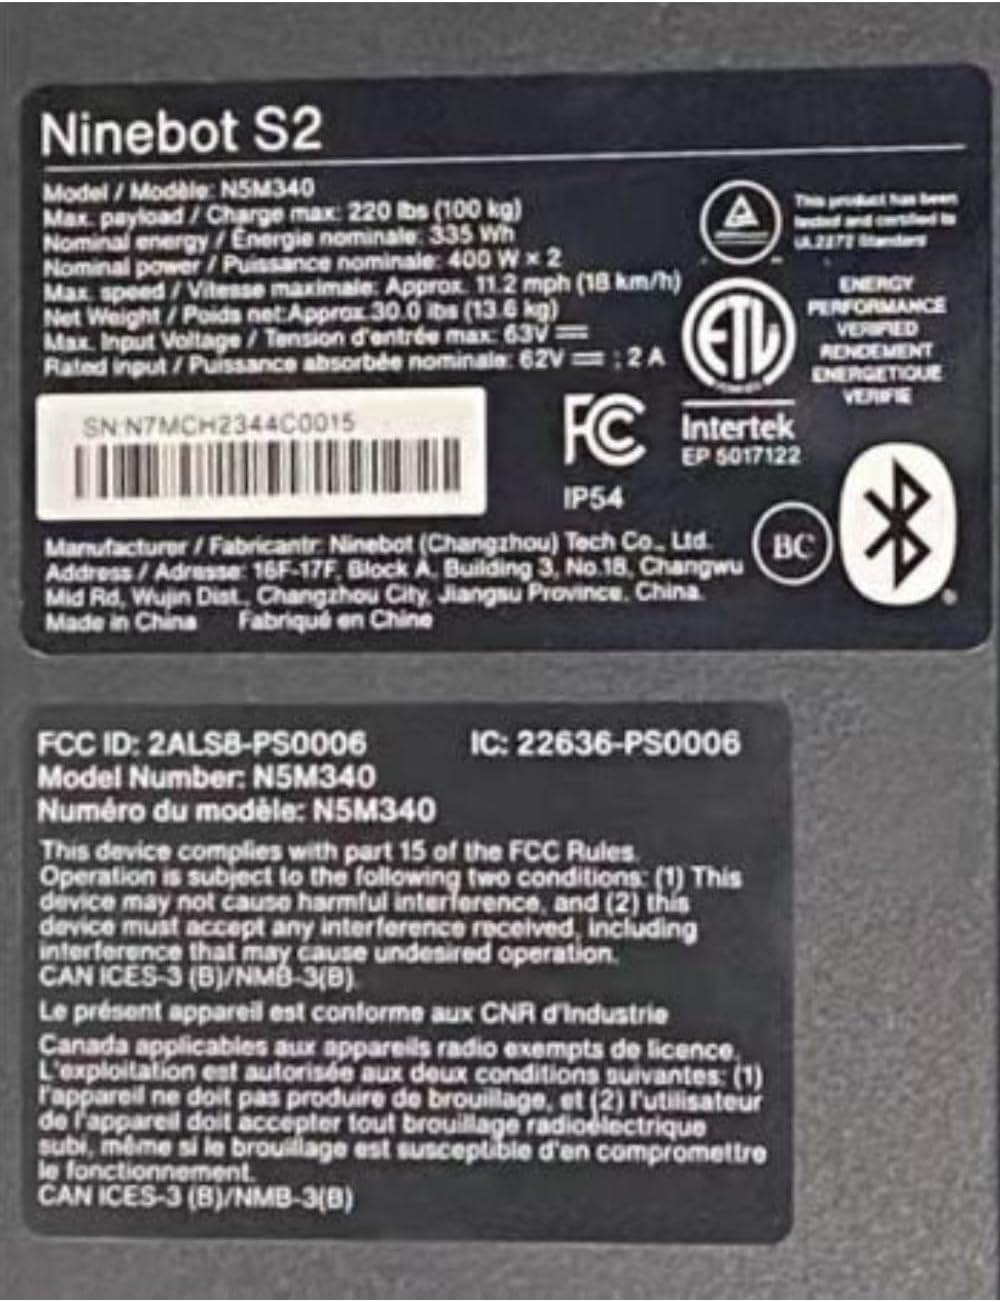 Ninebot S2
Model / Modèle: N5M340
Max. payload / Charge max: 220 lbs (100 kg)
Nominal energy / Énergie nominale: 335 Wh
Nominal power / Puissance nominale: 400 W × 2
Max. speed / Vitesse maximale: Approx. 11.2 mph (18 km/h)
Net Weight / Poids net:Approx.30.0 lbs (13.6 kg)
Max. Input Voltage / Tension d'entrée max: 63V ⎓
Rated input / Puissance absorbée nominale: 62V ⎓ : 2 A
This product has been
tested and certified to
UL2272 Standard
ENERGY
PERFORMANCE
VERIFIED
RENDEMENT
ENERGETIQUE
VERIFIE
ETL
Intertek
EP 5017122
SN:N7MCH2344C0015
FC
IP54
BC
Manufacturer / Fabricantr: Ninebot (Changzhou) Tech Co., Ltd.
Address / Adresse: 16F-17F, Block A, Building 3, No.18, Changwu
Mid Rd, Wujin Dist., Changzhou City, Jiangsu Province, China.
Made in China Fabriqué en Chine
FCC ID: 2ALS8-PS0006 IC: 22636-PS0006
Model Number: N5M340
Numéro du modèle: N5M340
This device complies with part 15 of the FCC Rules.
Operation is subject to the following two conditions: (1) This
device may not cause harmful interference, and (2) this
device must accept any interference received, including
interference that may cause undesired operation.
CAN ICES-3 (B)/NMB-3(B).
Le présent appareil est conforme aux CNR d'Industrie
Canada applicables aux appareils radio exempts de licence.
L'exploitation est autorisée aux deux conditions suivantes: (1)
l'appareil ne doit pas produire de brouillage, et (2) l'utilisateur
de l'appareil doit accepter tout brouillage radioélectrique
subi, même si le brouillage est susceptible d'en compromettre
le fonctionnement.
CAN ICES-3 (B)/NMB-3(B)